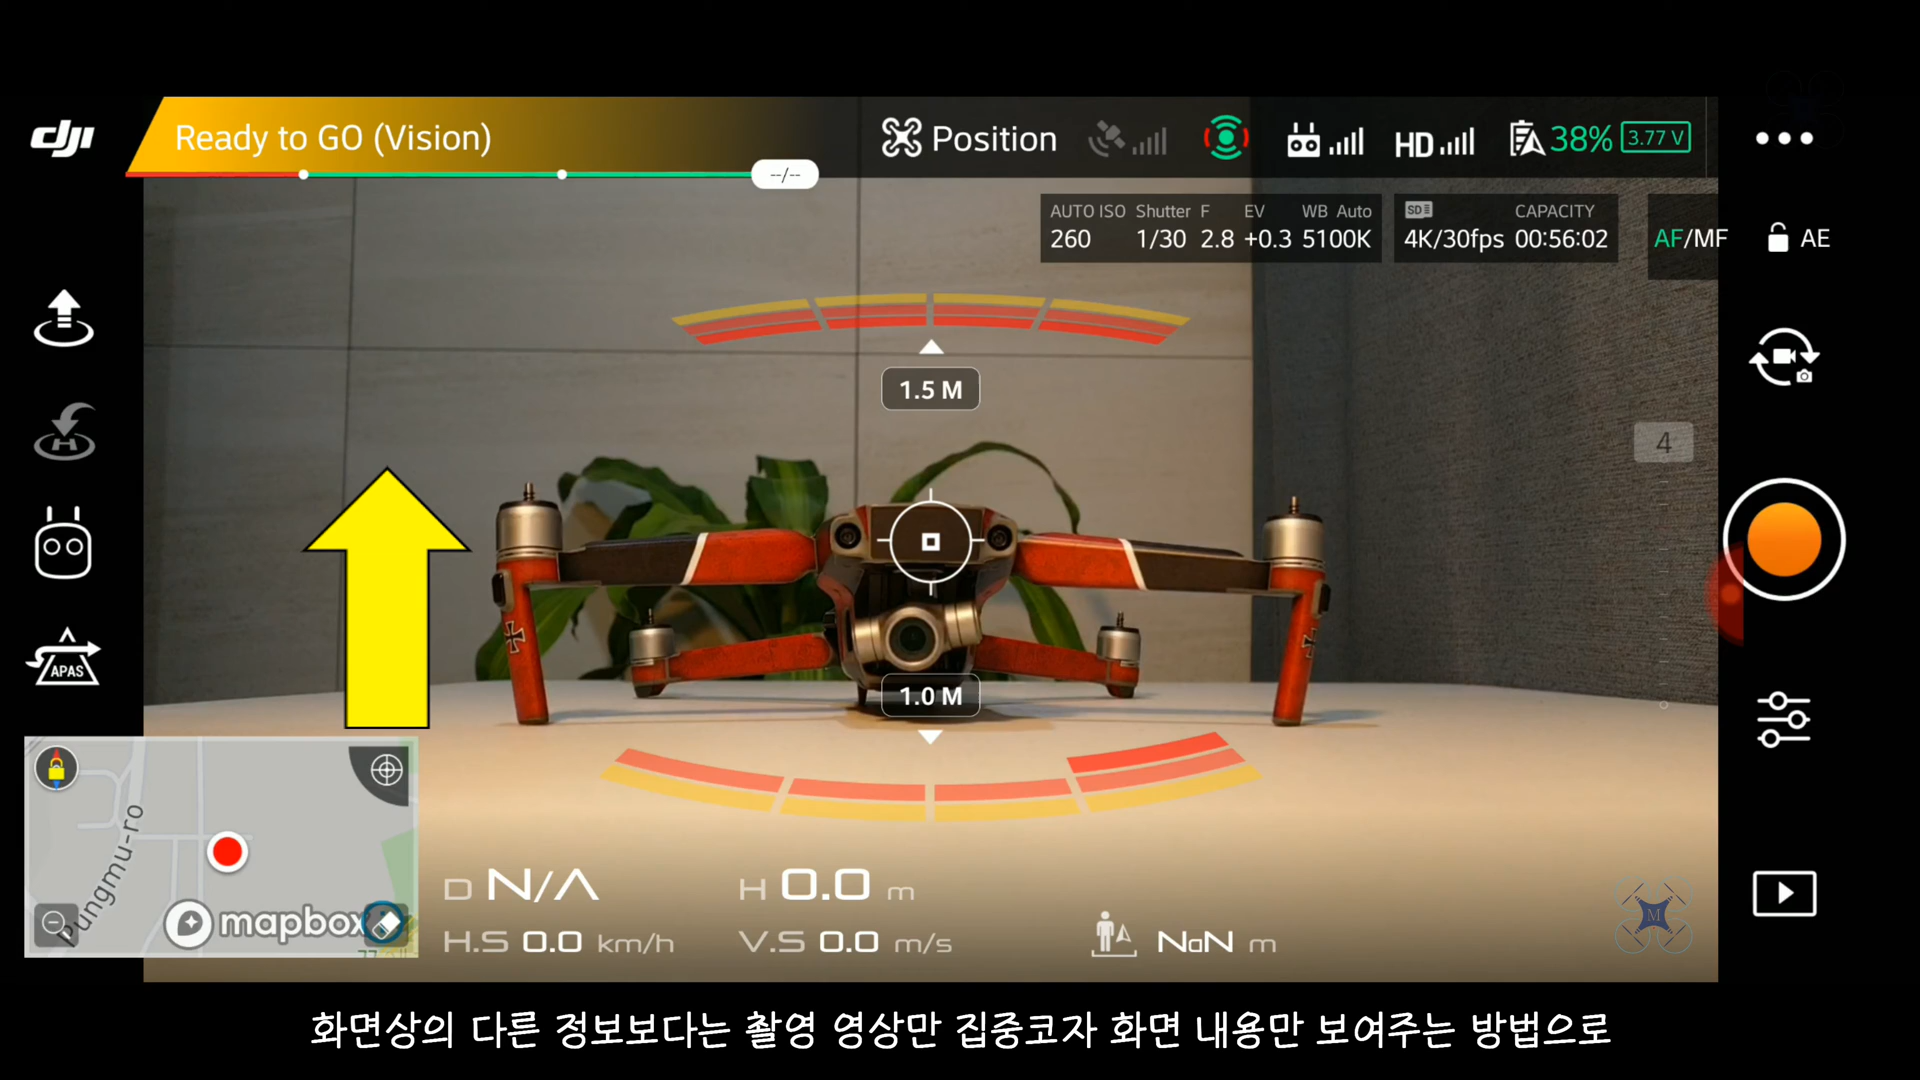 dji
Ready to GO (Vision)
--/--
Position
HD
38%
3.77 V
AUTO ISO Shutter F EV WB Auto
260 1/30 2.8 +0.3 5100K
SD CAPACITY
4K/30fps 00:56:02
AF/MF
AE
1.5 M
4
H
APAS
1.0 M
Pungmu-ro
mapbox
D N/A
H 0.0 m
H.S 0.0 km/h
V.S 0.0 m/s
NaN m
M
화면상의 다른 정보보다는 촬영 영상만 집중코자 화면 내용만 보여주는 방법으로